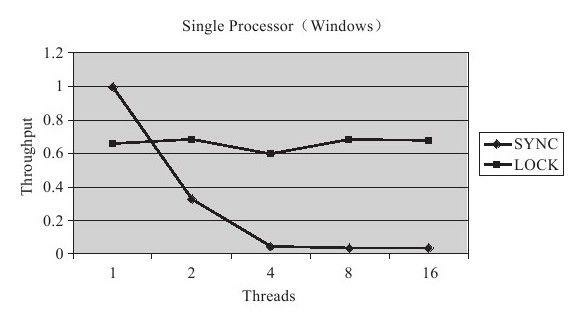 Single Processor（Windows）
1.2
1
0.8
0.6
0.4
0.2
0
Throughput
1 2 4 8 16
Threads
SYNC
LOCK